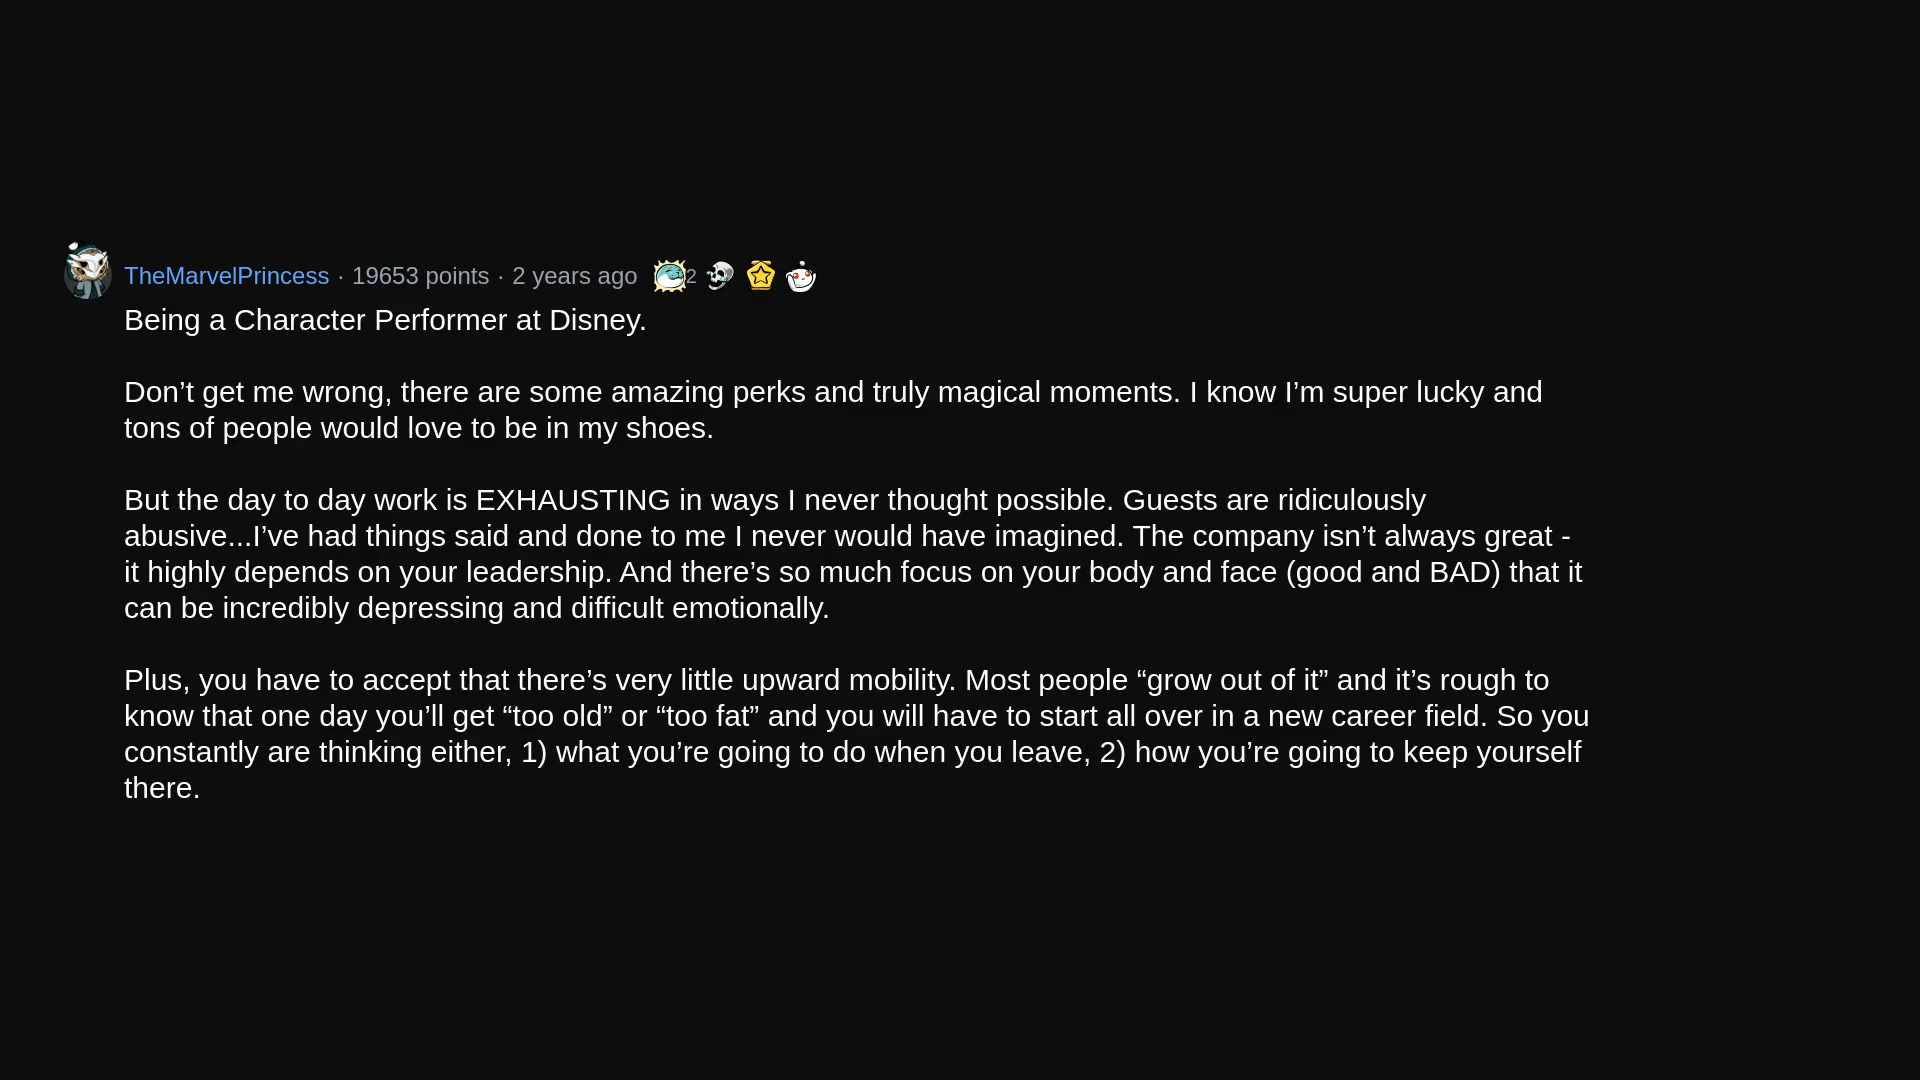 TheMarvelPrincess · 19653 points · 2 years ago 2
Being a Character Performer at Disney.
Don’t get me wrong, there are some amazing perks and truly magical moments. I know I’m super lucky and
tons of people would love to be in my shoes.
But the day to day work is EXHAUSTING in ways I never thought possible. Guests are ridiculously
abusive...I’ve had things said and done to me I never would have imagined. The company isn’t always great -
it highly depends on your leadership. And there’s so much focus on your body and face (good and BAD) that it
can be incredibly depressing and difficult emotionally.
Plus, you have to accept that there’s very little upward mobility. Most people “grow out of it” and it’s rough to
know that one day you’ll get “too old” or “too fat” and you will have to start all over in a new career field. So you
constantly are thinking either, 1) what you’re going to do when you leave, 2) how you’re going to keep yourself
there.